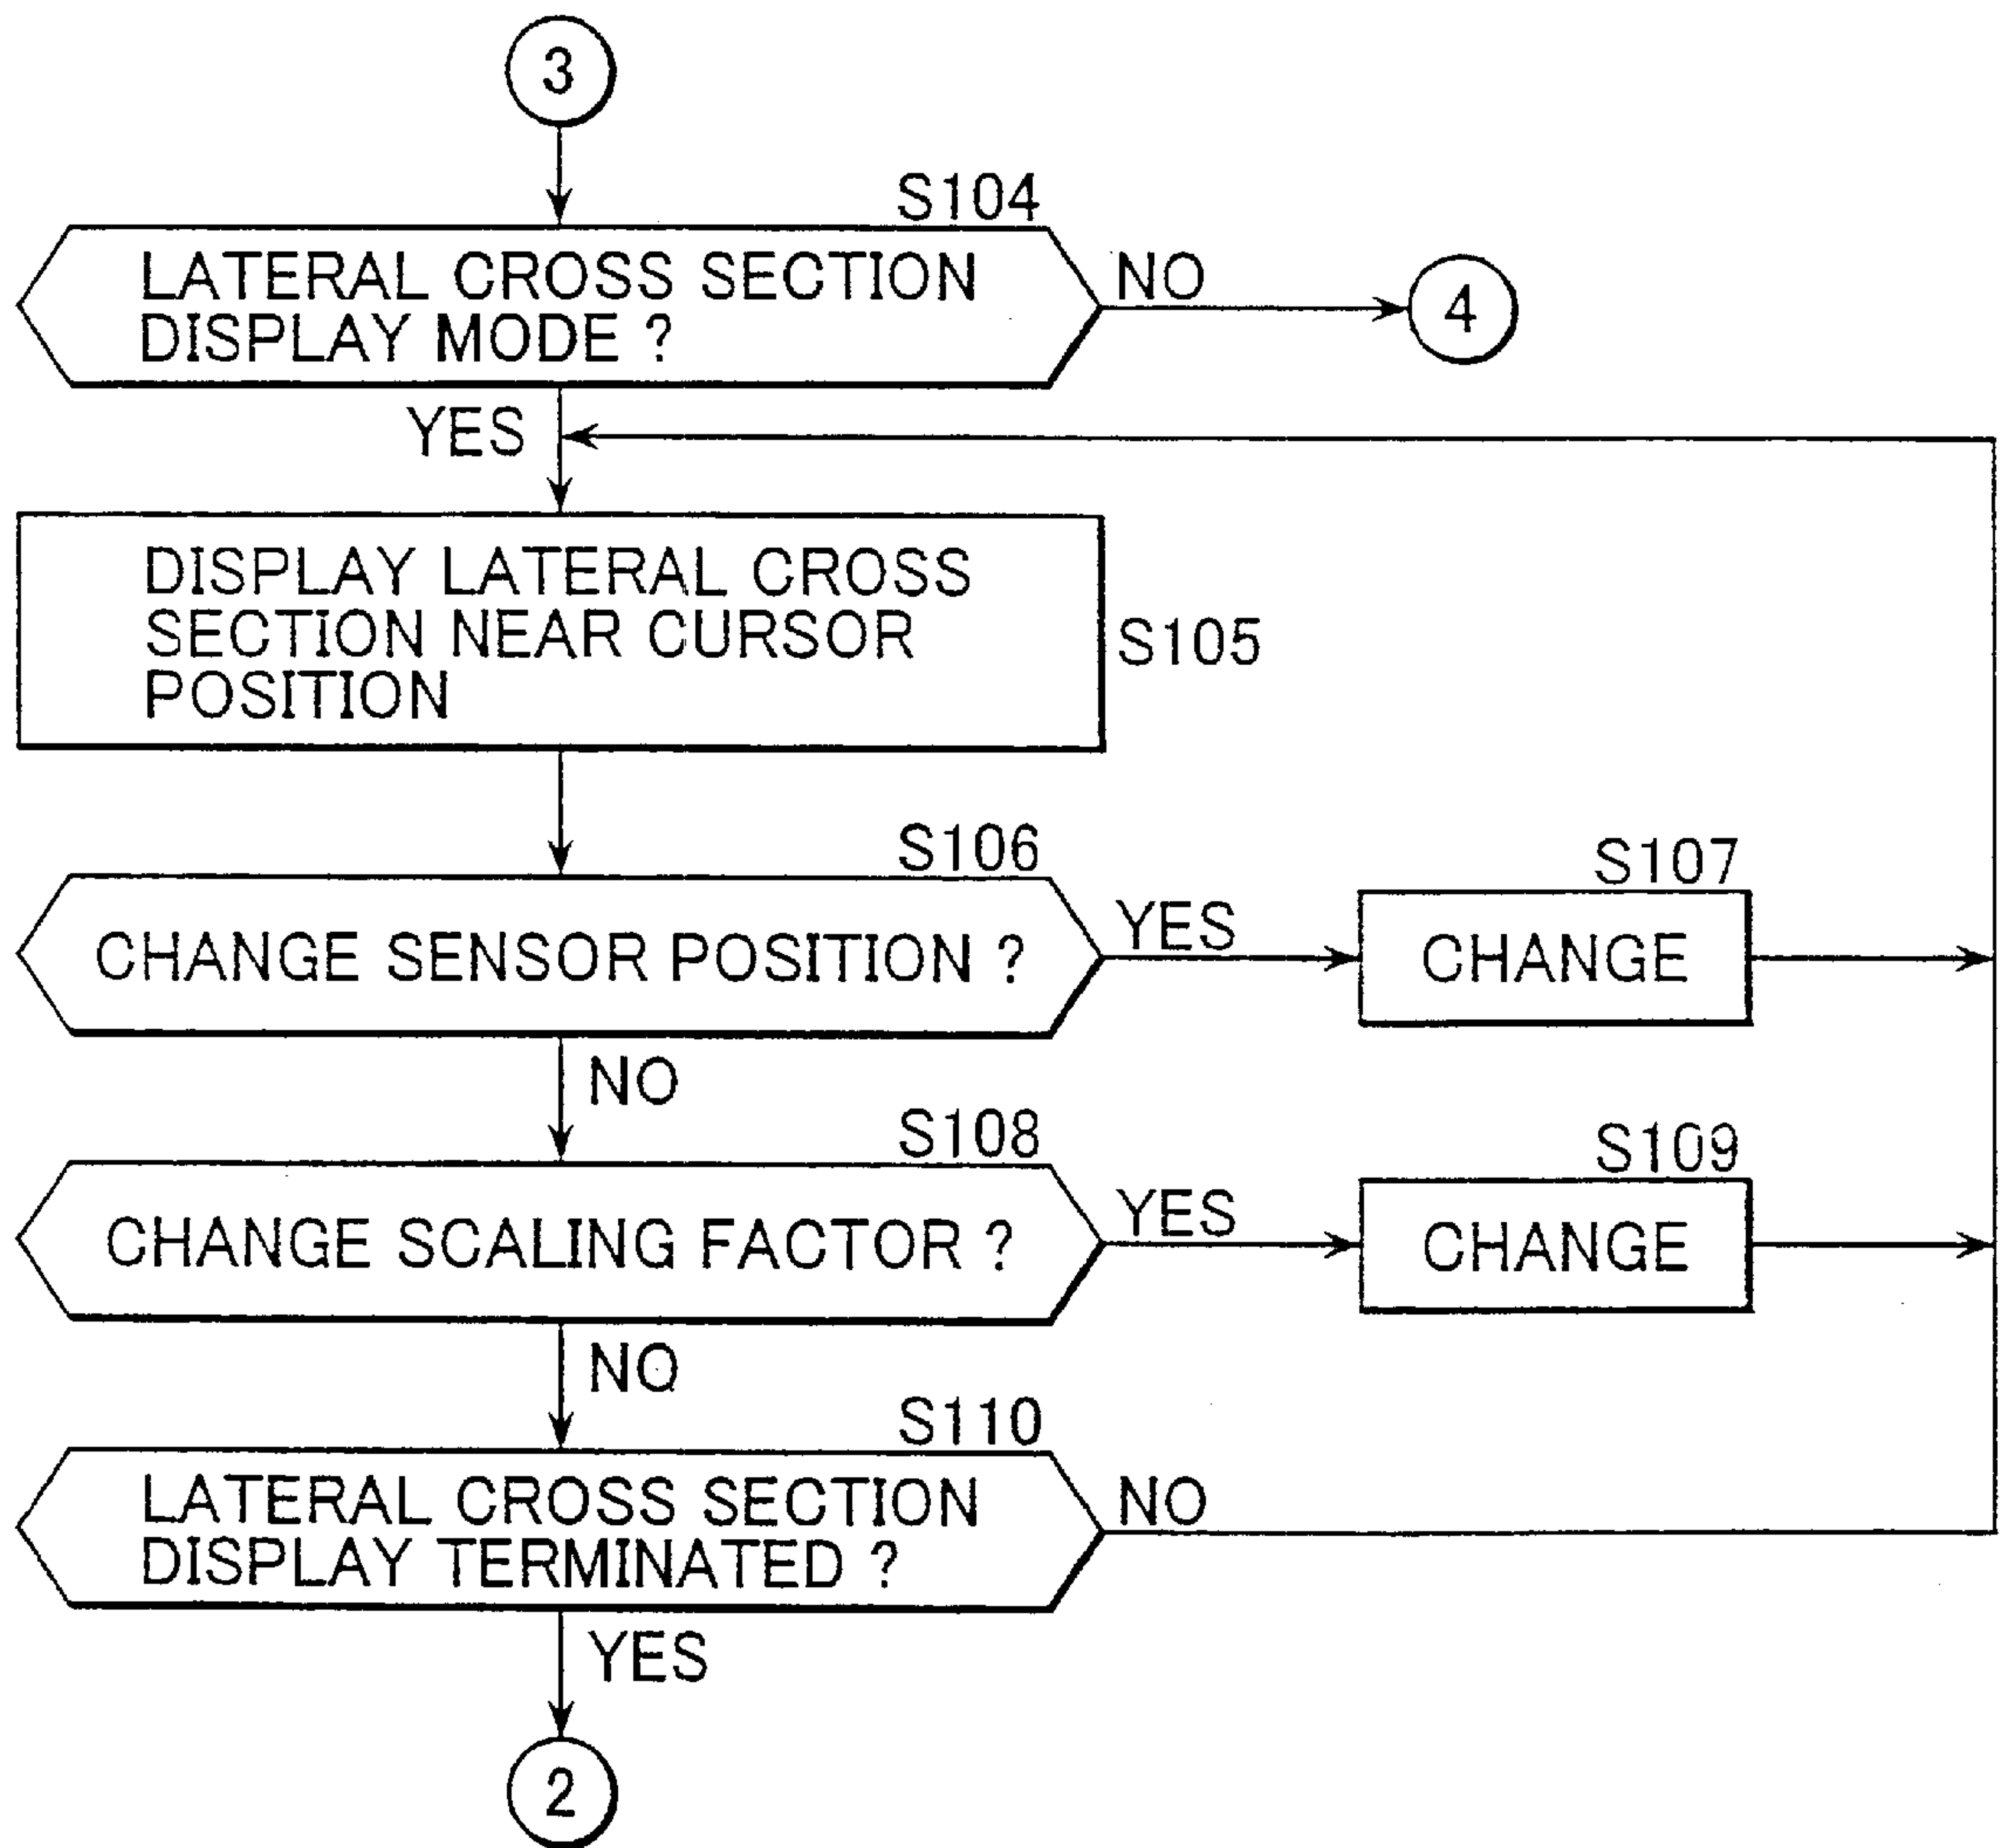 3
S104
LATERAL CROSS SECTION
DISPLAY MODE ?
NO
4
YES
DISPLAY LATERAL CROSS
SECTION NEAR CURSOR
POSITION
S105
S106
CHANGE SENSOR POSITION ?
YES
S107
CHANGE
NO
S108
CHANGE SCALING FACTOR ?
YES
S109
CHANGE
NO
S110
LATERAL CROSS SECTION
DISPLAY TERMINATED ?
NO
YES
2